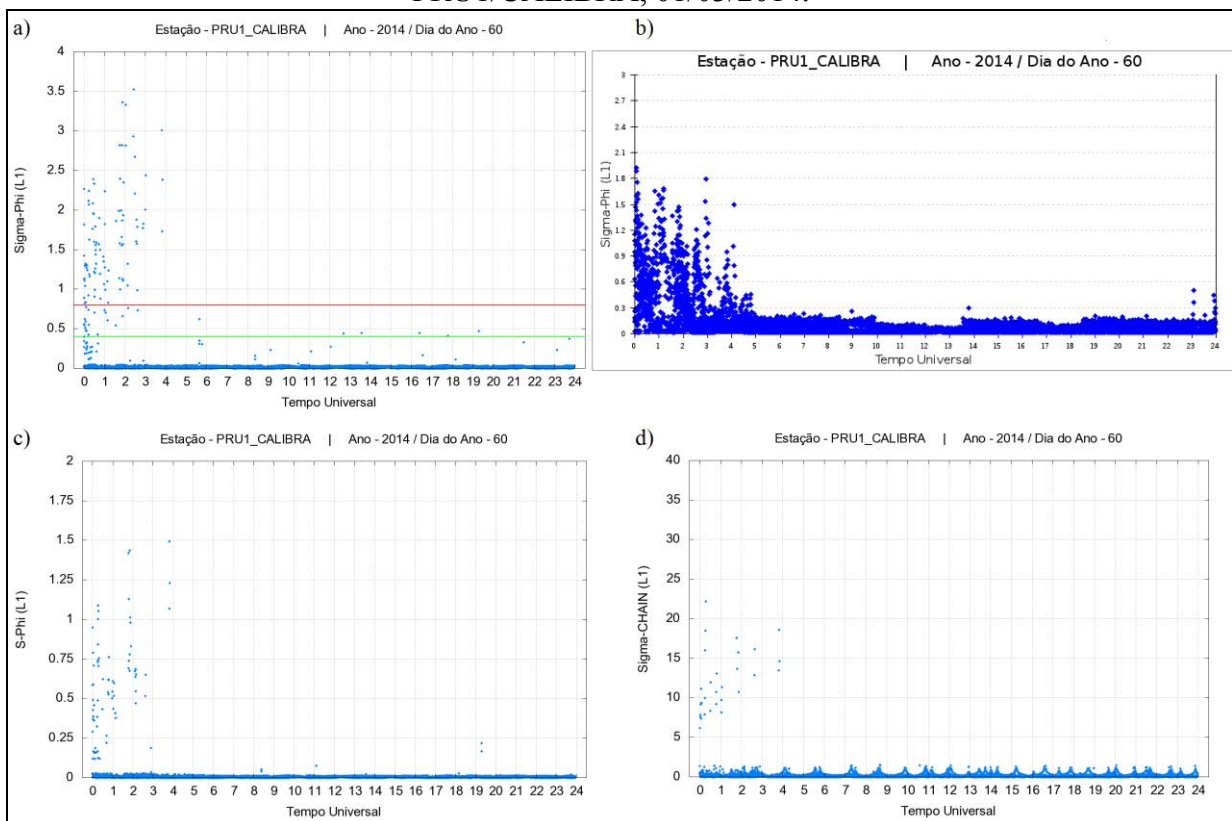 PRU1/CALIBRA, 01/03/2014.
a)
Estação - PRU1_CALIBRA | Ano - 2014 / Dia do Ano - 60
Sigma-Phi (L1)
4
3.5
3
2.5
2
1.5
1
0.5
0
0 1 2 3 4 5 6 7 8 9 10 11 12 13 14 15 16 17 18 19 20 21 22 23 24
Tempo Universal
b)
Estação - PRU1_CALIBRA | Ano - 2014 / Dia do Ano - 60
Sigma-Phi (L1)
3
2.7
2.4
2.1
1.8
1.5
1.2
0.9
0.6
0.3
0
0 1 2 3 4 5 6 7 8 9 10 11 12 13 14 15 16 17 18 19 20 21 22 23 24
Tempo Universal
c)
Estação - PRU1_CALIBRA | Ano - 2014 / Dia do Ano - 60
S-Phi (L1)
2
1.75
1.5
1.25
1
0.75
0.5
0.25
0
0 1 2 3 4 5 6 7 8 9 10 11 12 13 14 15 16 17 18 19 20 21 22 23 24
Tempo Universal
d)
Estação - PRU1_CALIBRA | Ano - 2014 / Dia do Ano - 60
Sigma-CHAIN (L1)
40
35
30
25
20
15
10
5
0
0 1 2 3 4 5 6 7 8 9 10 11 12 13 14 15 16 17 18 19 20 21 22 23 24
Tempo Universal